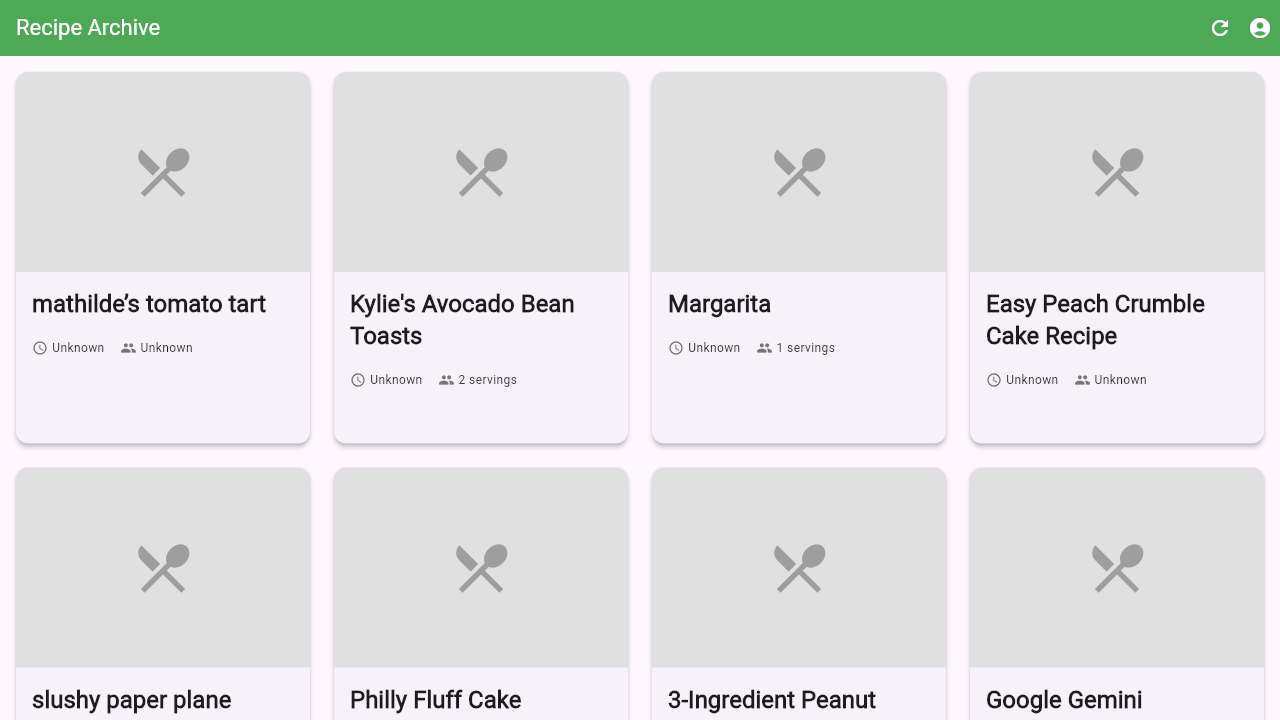 Recipe Archive
mathilde’s tomato tart
Unknown Unknown
Kylie's Avocado Bean
Toasts
Unknown 2 servings
Margarita
Unknown 1 servings
Easy Peach Crumble
Cake Recipe
Unknown Unknown
slushy paper plane
Philly Fluff Cake
3-Ingredient Peanut
Google Gemini